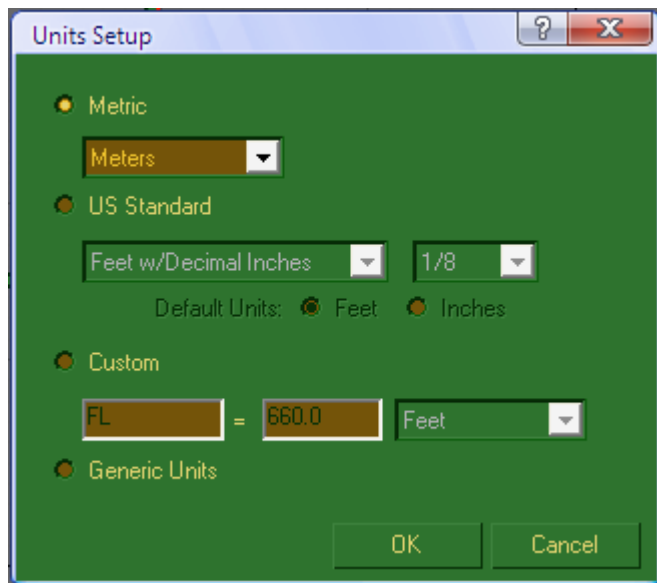 Units Setup
Metric
Meters
US Standard
Feet w/Decimal Inches 1/8
Default Units: Feet Inches
Custom
FL = 660.0 Feet
Generic Units
OK Cancel